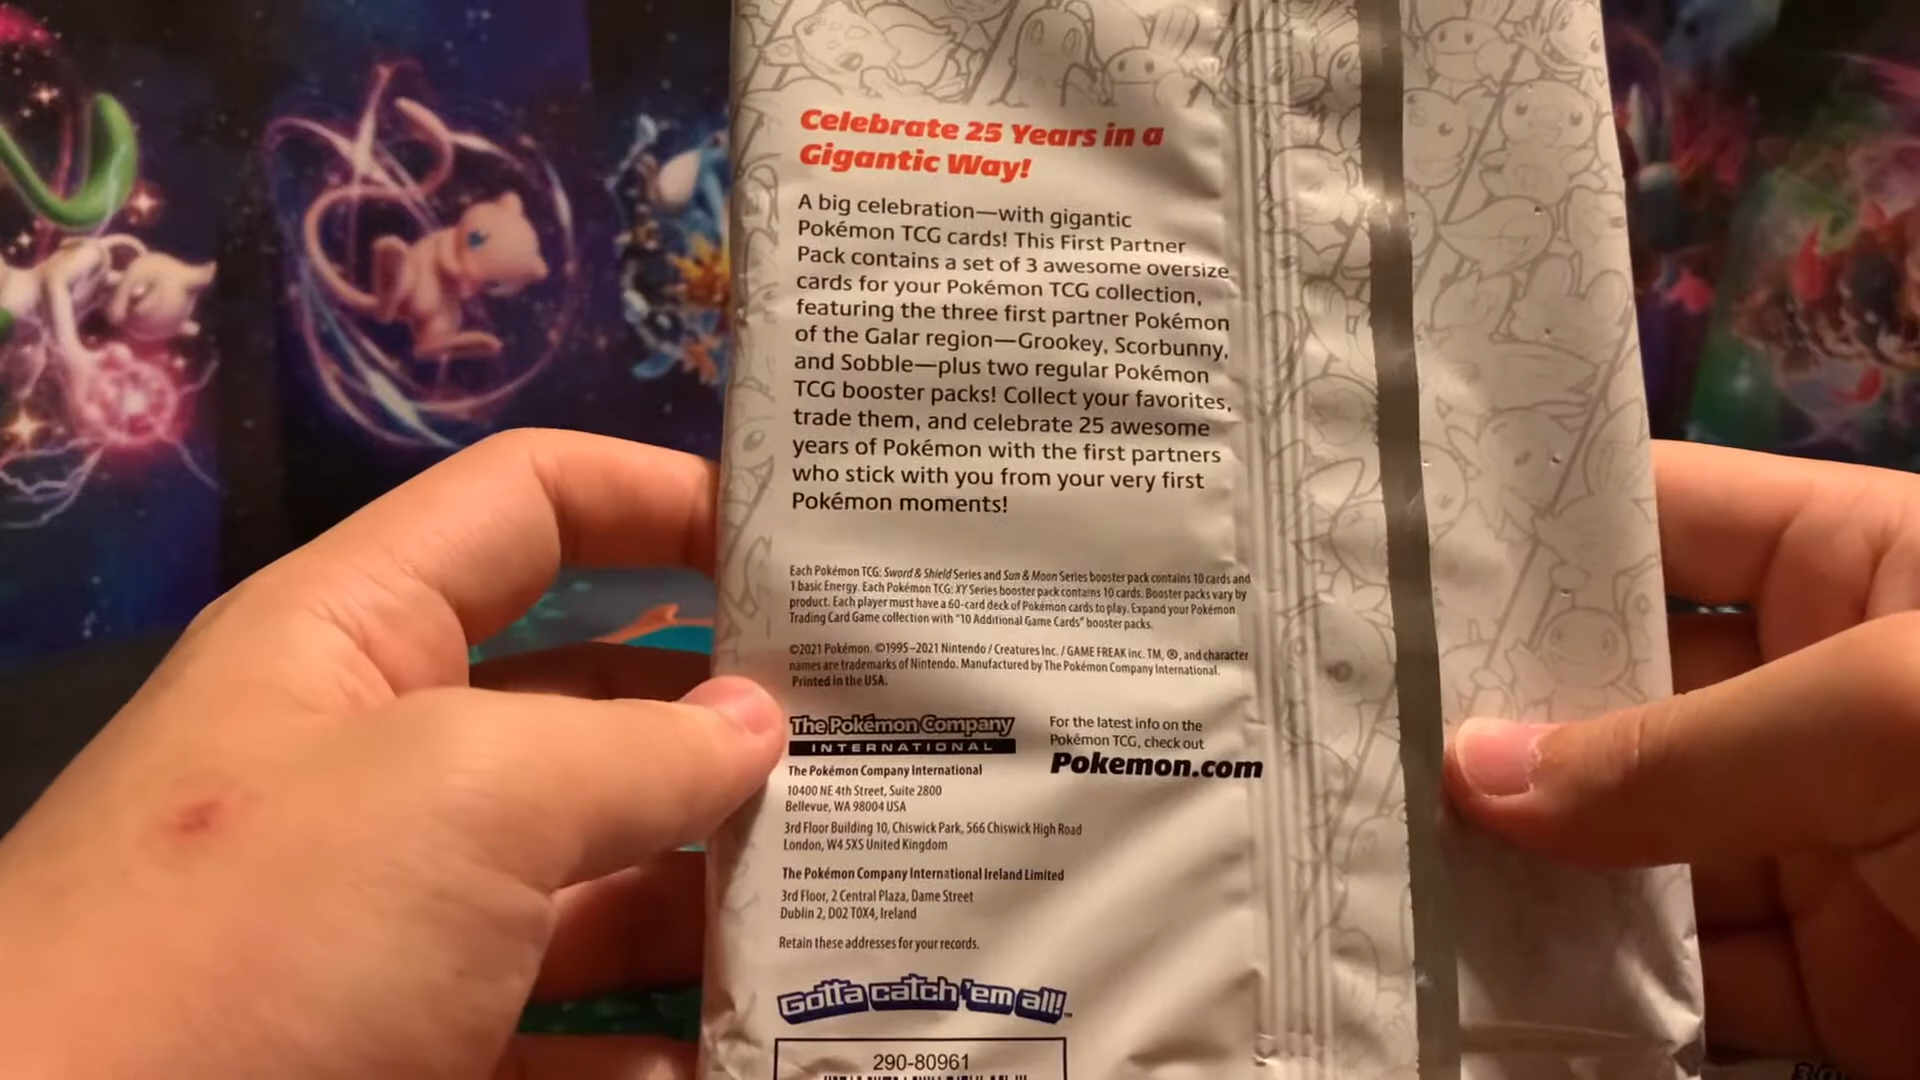 Celebrate 25 Years in a
Gigantic Way!
A big celebration—with gigantic
Pokémon TCG cards! This First Partner
Pack contains a set of 3 awesome oversize
cards for your Pokémon TCG collection,
featuring the three first partner Pokémon
of the Galar region—Grookey, Scorbunny,
and Sobble—plus two regular Pokémon
TCG booster packs! Collect your favorites,
trade them, and celebrate 25 awesome
years of Pokémon with the first partners
who stick with you from your very first
Pokémon moments!
Each Pokémon TCG: Sword & Shield Series and Sun & Moon Series booster pack contains 10 cards and
1 basic Energy. Each Pokémon TCG: XY Series booster pack contains 10 cards. Booster packs vary by
product. Each player must have a 60-card deck of Pokémon cards to play. Expand your Pokémon
Trading Card Game collection with "10 Additional Game Cards" booster packs.
©2021 Pokémon. ©1995–2021 Nintendo / Creatures Inc. / GAME FREAK inc. TM, ®, and character
names are trademarks of Nintendo. Manufactured by The Pokémon Company International.
Printed in the USA.
The Pokémon Company
INTERNATIONAL
For the latest info on the
Pokémon TCG, check out
Pokemon.com
The Pokémon Company International
10400 NE 4th Street, Suite 2800
Bellevue, WA 98004 USA
3rd Floor Building 10, Chiswick Park, 566 Chiswick High Road
London, W4 5XS United Kingdom
The Pokémon Company International Ireland Limited
3rd Floor, 2 Central Plaza, Dame Street
Dublin 2, D02 T0X4, Ireland
Retain these addresses for your records.
Gotta catch 'em all!™
290-80961